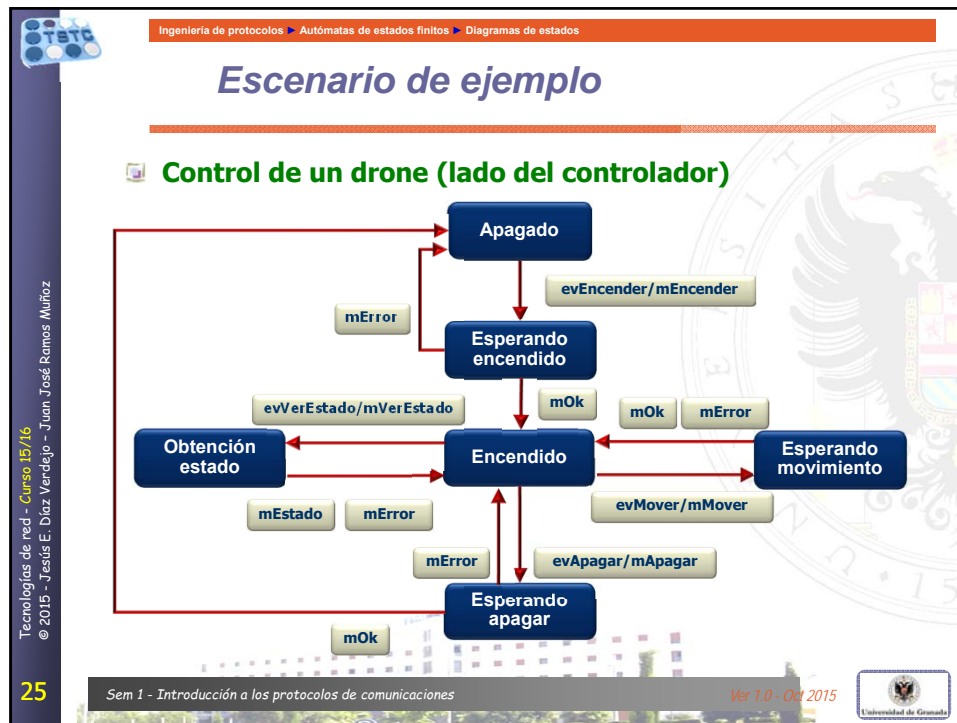 TSTC
Ingeniería de protocolos ► Autómatas de estados finitos ► Diagramas de estados
Escenario de ejemplo
Control de un drone (lado del controlador)
Apagado
evEncender/mEncender
mError
Esperando
encendido
mOk
evVerEstado/mVerEstado
mOk
mError
Obtención
estado
Encendido
Esperando
movimiento
mEstado
mError
evMover/mMover
mError
evApagar/mApagar
Esperando
apagar
mOk
Tecnologías de red - Curso 15/16
© 2015 - Jesús E. Díaz Verdejo - Juan José Ramos Muñoz
25
Sem 1 - Introducción a los protocolos de comunicaciones
Ver 1.0 - Oct 2015
Universidad de Granada